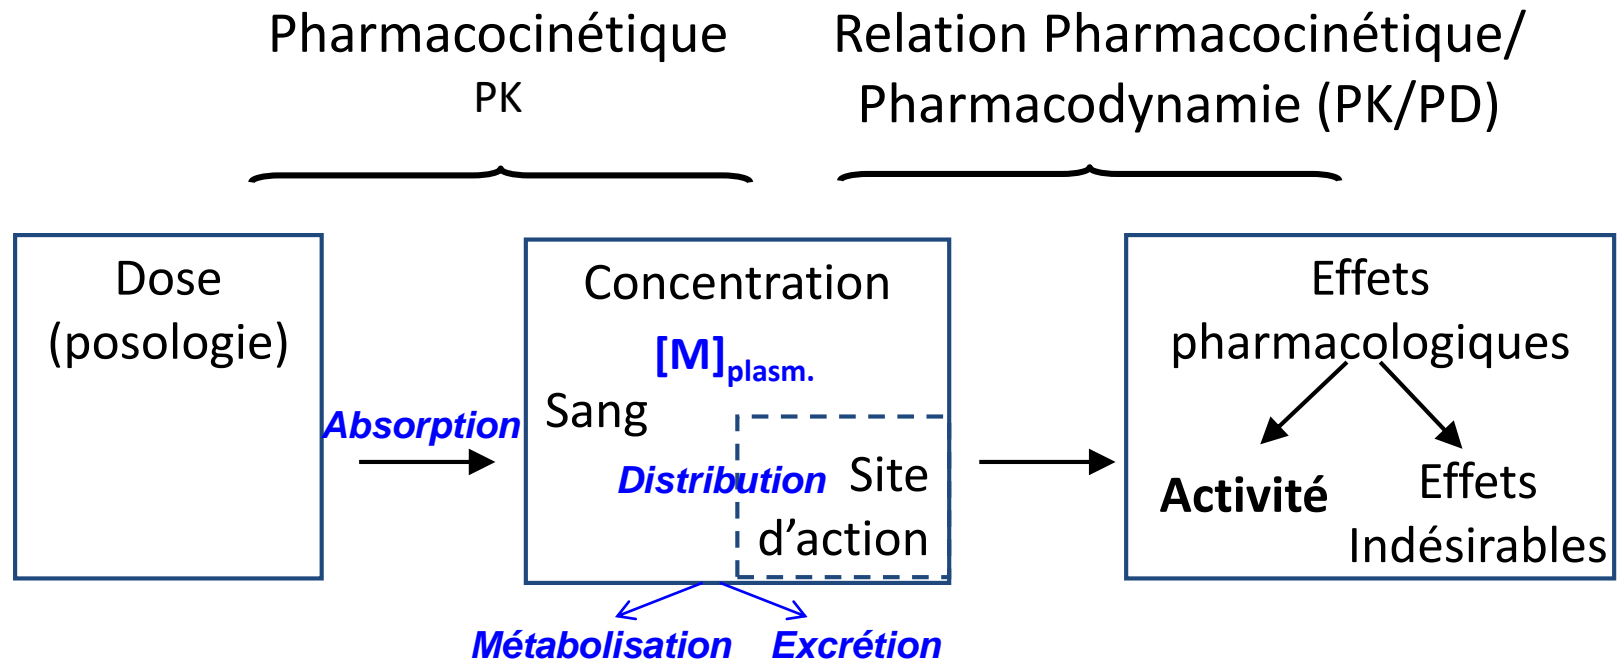 Pharmacocinétique
PK
Relation Pharmacocinétique/
Pharmacodynamie (PK/PD)
Dose
(posologie)
Absorption
Concentration
[M]plasm.
Sang
Distribution
Site
d’action
Métabolisation
Excrétion
Effets
pharmacologiques
Activité
Effets
Indésirables